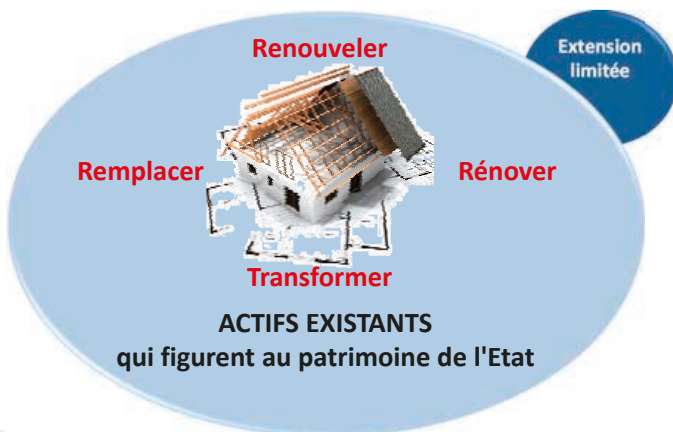 Renouveler
Extension
limitée
Remplacer
Rénover
Transformer
ACTIFS EXISTANTS
qui figurent au patrimoine de l'Etat